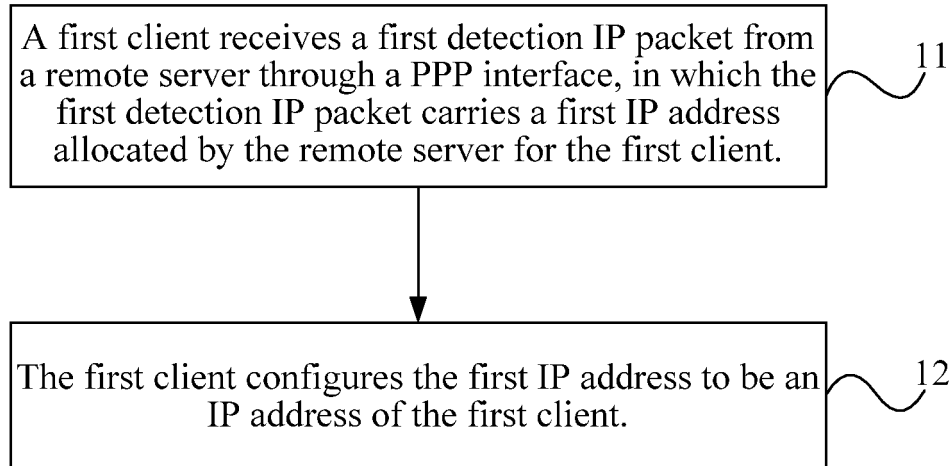 A first client receives a first detection IP packet from
a remote server through a PPP interface, in which the
first detection IP packet carries a first IP address
allocated by the remote server for the first client.
11
The first client configures the first IP address to be an
IP address of the first client.
12